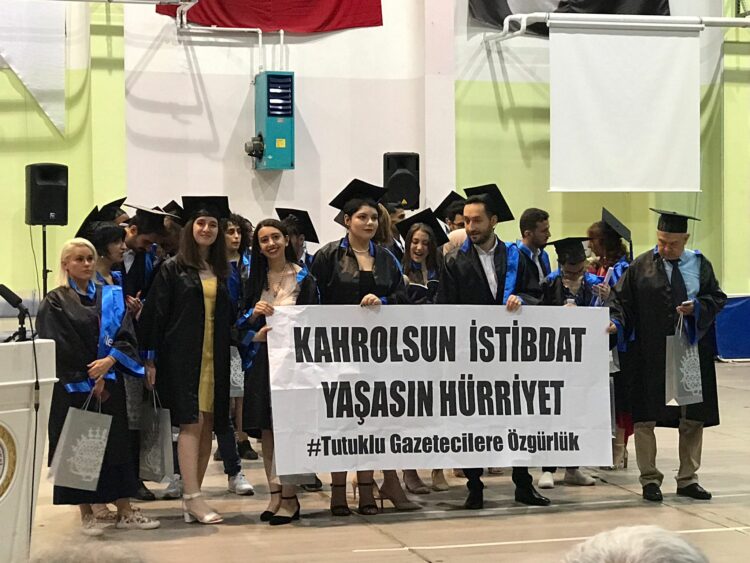 KAHROLSUN İSTİBDAT
YAŞASIN HÜRRİYET
#Tutuklu Gazetecilere Özgürlük